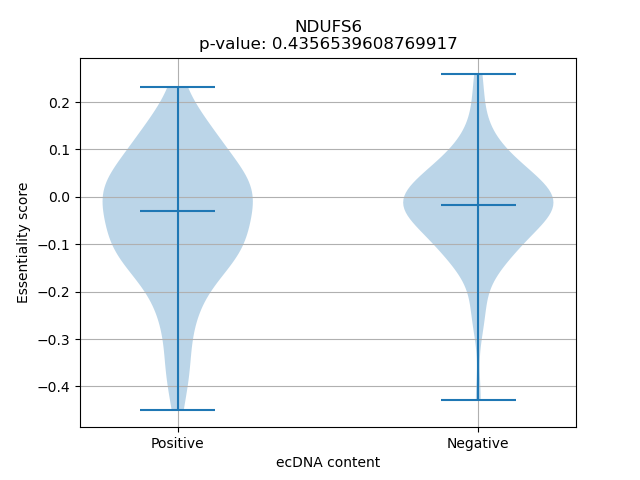 NDUFS6
p-value: 0.4356539608769917
Essentiality score
0.2
0.1
0.0
−0.1
−0.2
−0.3
−0.4
Positive
Negative
ecDNA content